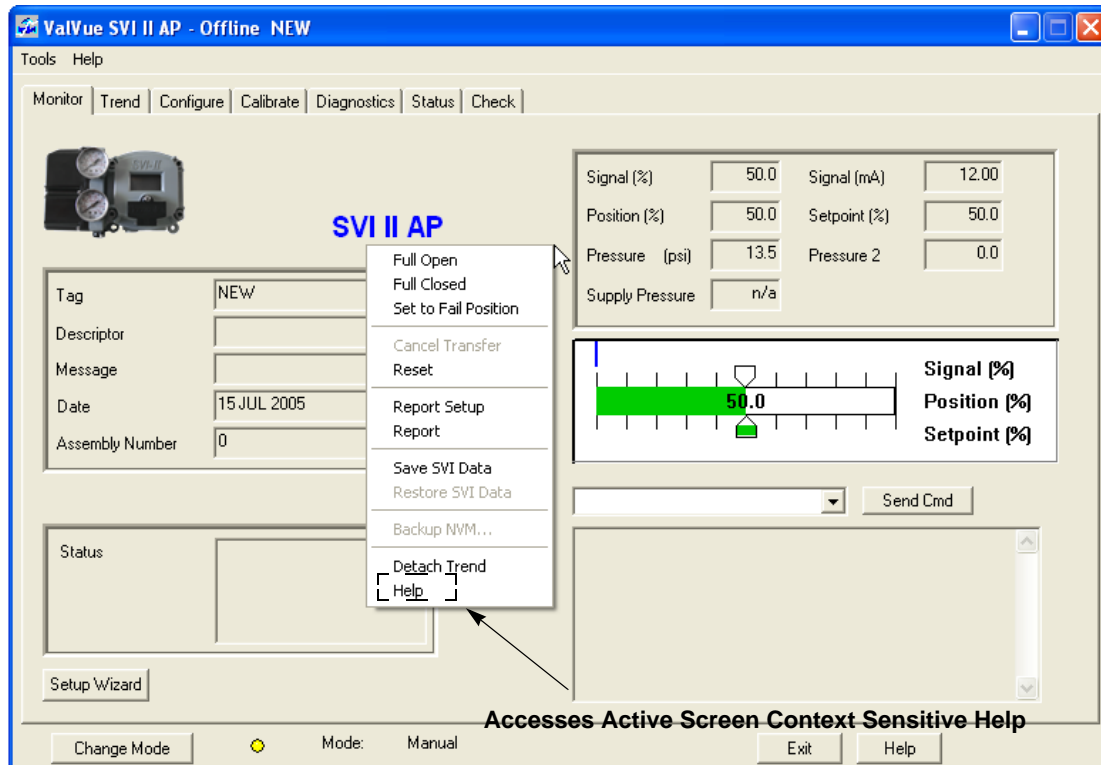 ValVue SVI II AP - Offline NEW
Tools Help
Monitor Trend Configure Calibrate Diagnostics Status Check
SVI-II
SVI II AP
Signal (%) 50.0 Signal (mA) 12.00
Position (%) 50.0 Setpoint (%) 50.0
Pressure (psi) 13.5 Pressure 2 0.0
Supply Pressure n/a
Tag NEW
Descriptor
Message
Date 15 JUL 2005
Assembly Number 0
Full Open
Full Closed
Set to Fail Position
Cancel Transfer
Reset
Report Setup
Report
Save SVI Data
Restore SVI Data
Backup NVM...
Detach Trend
Help
Signal (%)
50.0 Position (%)
Setpoint (%)
Send Cmd
Status
Setup Wizard
Accesses Active Screen Context Sensitive Help
Change Mode Mode: Manual Exit Help